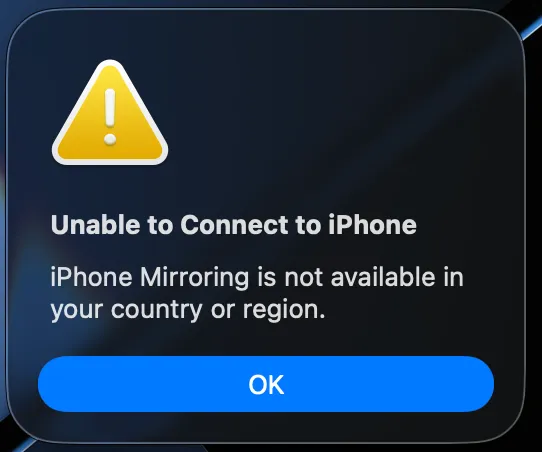 Unable to Connect to iPhone
iPhone Mirroring is not available in
your country or region.
OK